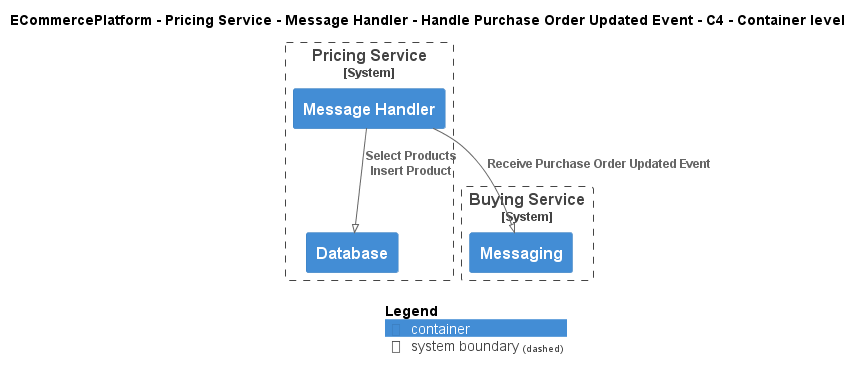 ECommercePlatform - Pricing Service - Message Handler - Handle Purchase Order Updated Event - C4 - Container level
Pricing Service
[System]
Message Handler
Select Products
Insert Product
Receive Purchase Order Updated Event
Buying Service
[System]
Database
Messaging
Legend
container
system boundary (dashed)